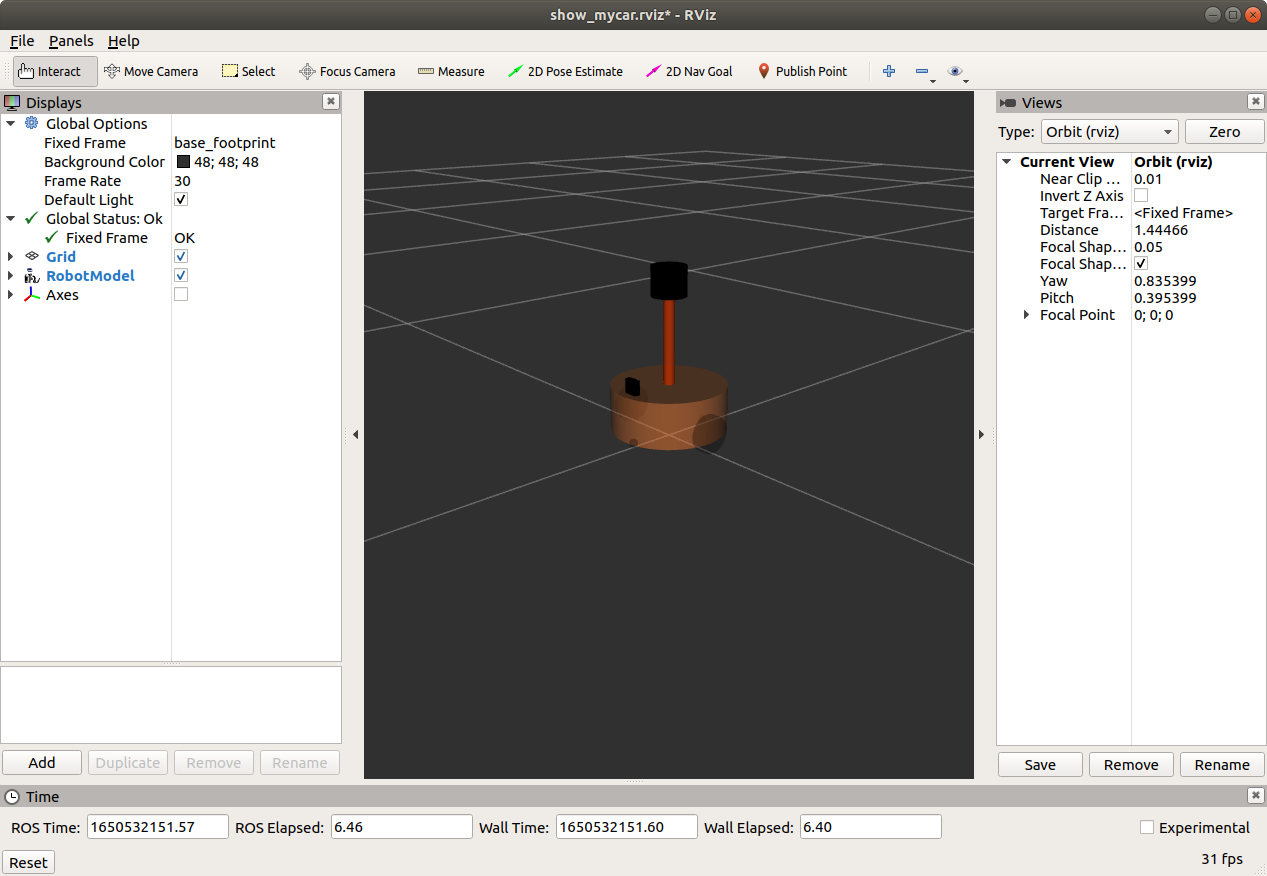 show_mycar.rviz* - RViz
File Panels Help
Interact Move Camera Select Focus Camera Measure 2D Pose Estimate 2D Nav Goal Publish Point
Displays
Global Options
Fixed Frame base_footprint
Background Color 48; 48; 48
Frame Rate 30
Default Light
Global Status: Ok
Fixed Frame OK
Grid
RobotModel
Axes
Add Duplicate Remove Rename
Views
Type: Orbit (rviz) Zero
Current View Orbit (rviz)
Near Clip ... 0.01
Invert Z Axis
Target Fra... <Fixed Frame>
Distance 1.44466
Focal Shap... 0.05
Focal Shap...
Yaw 0.835399
Pitch 0.395399
Focal Point 0; 0; 0
Save Remove Rename
Time
ROS Time: 1650532151.57 ROS Elapsed: 6.46 Wall Time: 1650532151.60 Wall Elapsed: 6.40 Experimental
Reset 31 fps